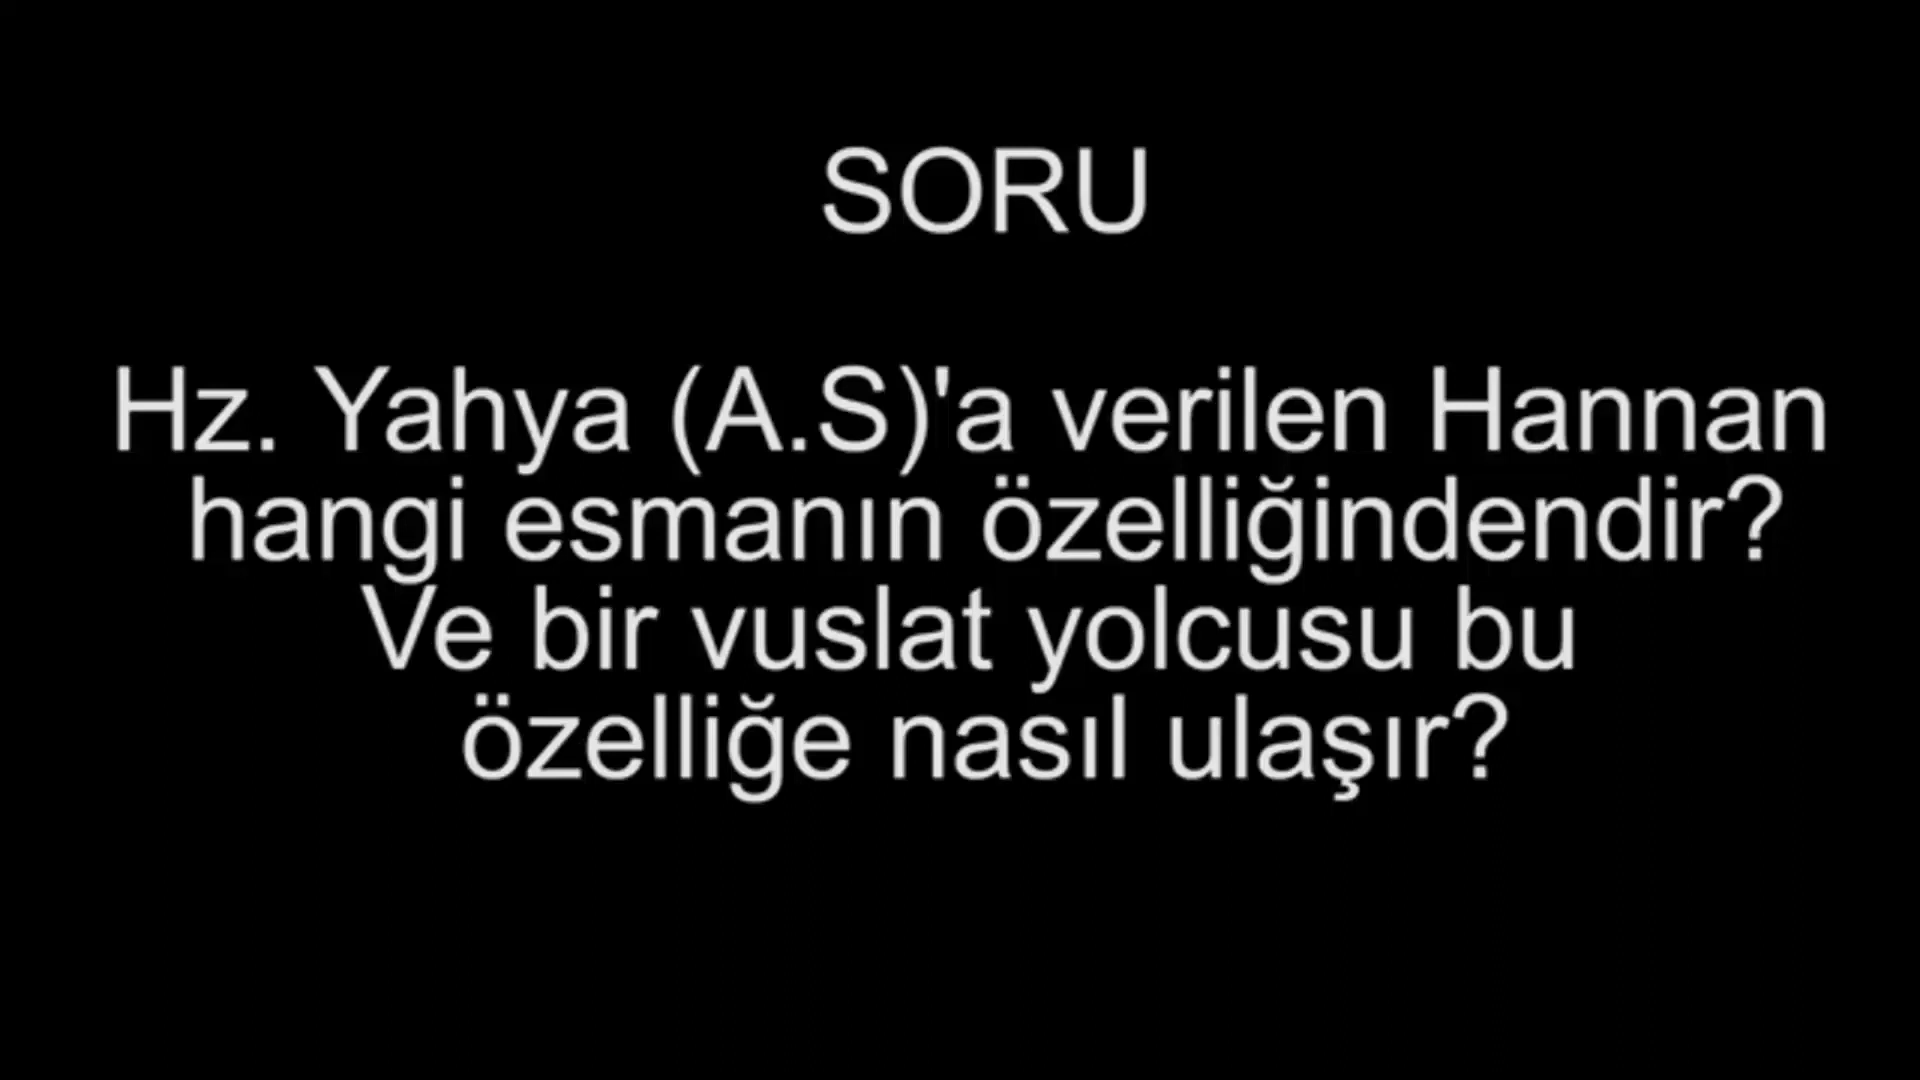 SORU
Hz. Yahya (A.S)'a verilen Hannan
hangi esmanın özelliğindendir?
Ve bir vuslat yolcusu bu
özelliğe nasıl ulaşır?